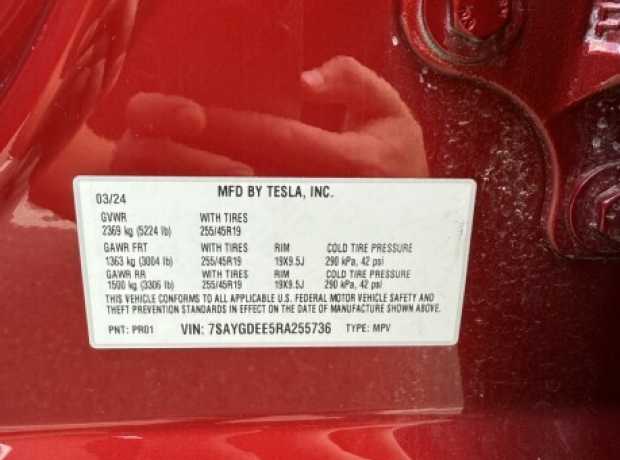 03/24 MFD BY TESLA, INC.
GVWR WITH TIRES
2369 kg (5224 lb) 255/45R19
GAWR FRT WITH TIRES RIM COLD TIRE PRESSURE
1363 kg (3004 lb) 255/45R19 19X9.5J 290 kPa, 42 psi
GAWR RR WITH TIRES RIM COLD TIRE PRESSURE
1500 kg (3306 lb) 255/45R19 19X9.5J 290 kPa, 42 psi
THIS VEHICLE CONFORMS TO ALL APPLICABLE U.S. FEDERAL MOTOR VEHICLE SAFETY AND
THEFT PREVENTION STANDARDS IN EFFECT ON THE DATE OF MANUFACTURE SHOWN ABOVE.
PNT: PR01 VIN: 7SAYGDEE5RA255736 TYPE: MPV